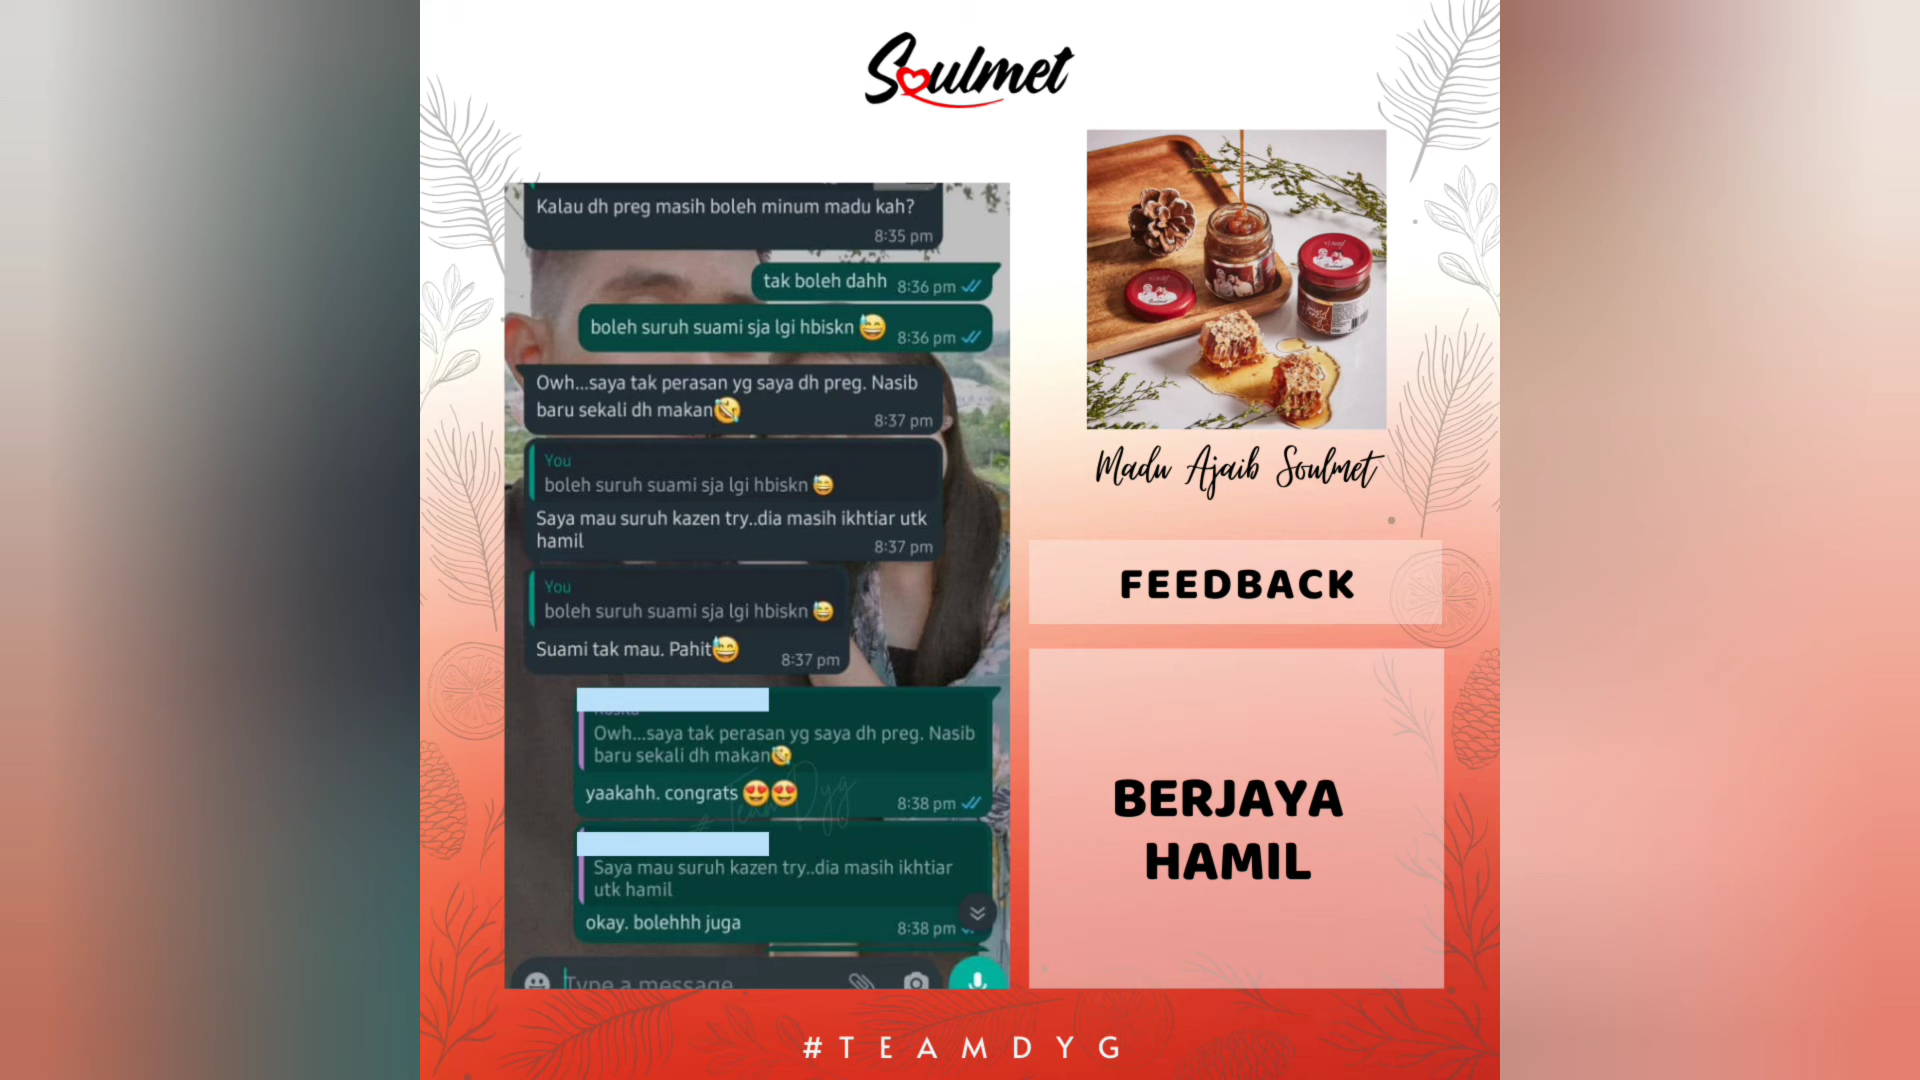 Soulmet
Kalau dh preg masih boleh minum madu kah?
8:35 pm
tak boleh dahh 8:36 pm
boleh suruh suami sja lgi hbiskn 😅 8:36 pm
Owh...saya tak perasan yg saya dh preg. Nasib
baru sekali dh makan🤣
8:37 pm
You
boleh suruh suami sja lgi hbiskn 😅
Saya mau suruh kazen try..dia masih ikhtiar utk
hamil
8:37 pm
You
boleh suruh suami sja lgi hbiskn 😅
Suami tak mau. Pahit😅
8:37 pm
Owh...saya tak perasan yg saya dh preg. Nasib
baru sekali dh makan🤣
yaakahh. congrats 😍😍
8:38 pm
#TeamDyg
Saya mau suruh kazen try..dia masih ikhtiar
utk hamil
okay. bolehhh juga
8:38 pm
Type a message
Madu Ajaib Soulmet
FEEDBACK
BERJAYA
HAMIL
#TEAMDYG